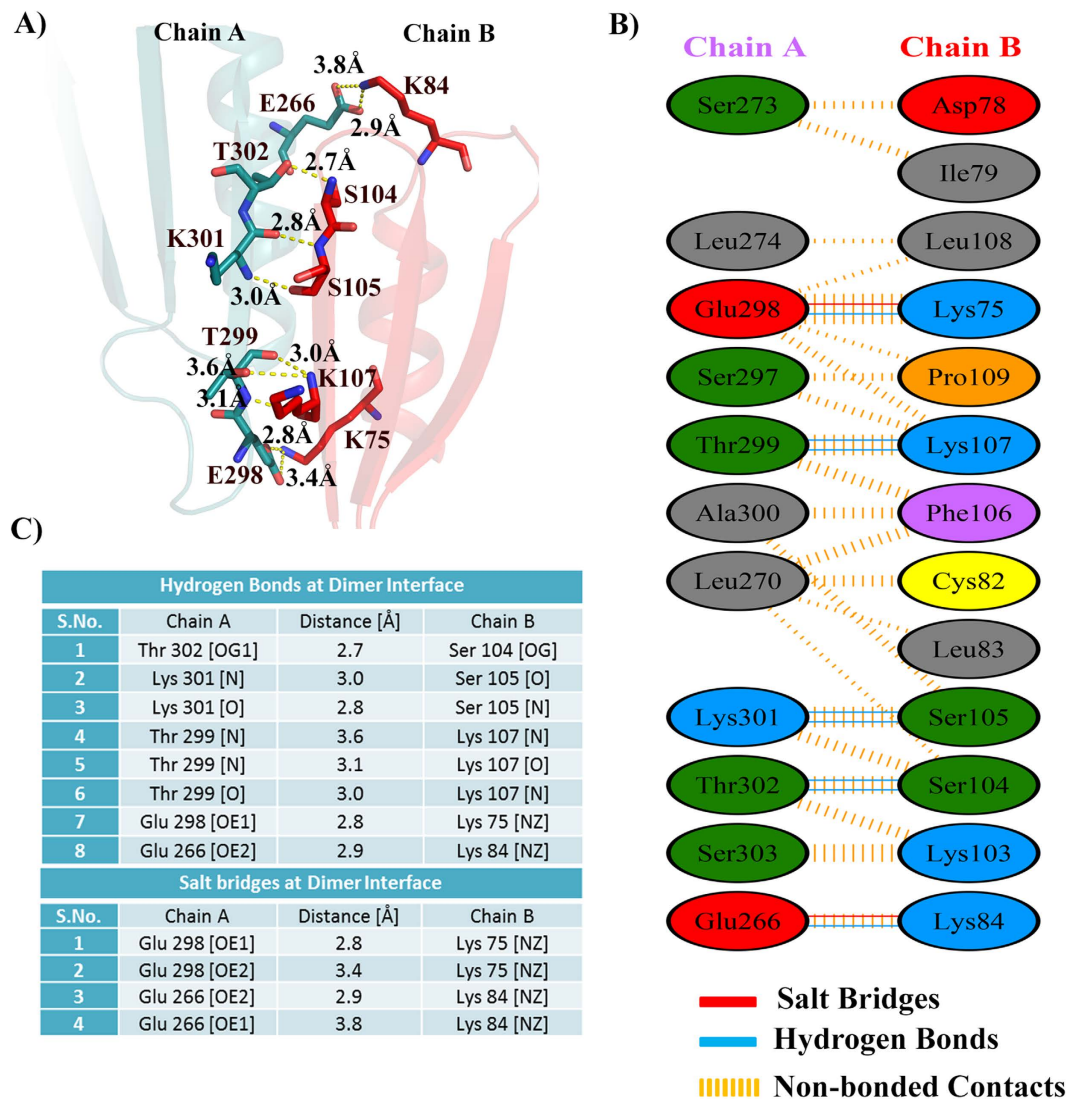 A)
Chain A
Chain B
3.8Å
K84
E266
2.9Å
T302
2.7Å
S104
2.8Å
K301
S105
3.0Å
T299
3.6Å
3.0Å
K107
3.1Å
2.8Å
K75
E298
3.4Å
B)
Chain A Chain B
Ser273 Asp78
Ile79
Leu274 Leu108
Glu298 Lys75
Ser297 Pro109
Thr299 Lys107
Ala300 Phe106
Leu270 Cys82
Leu83
Lys301 Ser105
Thr302 Ser104
Ser303 Lys103
Glu266 Lys84
Salt Bridges
Hydrogen Bonds
Non-bonded Contacts
C)
Hydrogen Bonds at Dimer Interface
S.No. Chain A Distance [Å] Chain B
1 Thr 302 [OG1] 2.7 Ser 104 [OG]
2 Lys 301 [N] 3.0 Ser 105 [O]
3 Lys 301 [O] 2.8 Ser 105 [N]
4 Thr 299 [N] 3.6 Lys 107 [N]
5 Thr 299 [N] 3.1 Lys 107 [O]
6 Thr 299 [O] 3.0 Lys 107 [N]
7 Glu 298 [OE1] 2.8 Lys 75 [NZ]
8 Glu 266 [OE2] 2.9 Lys 84 [NZ]
Salt bridges at Dimer Interface
S.No. Chain A Distance [Å] Chain B
1 Glu 298 [OE1] 2.8 Lys 75 [NZ]
2 Glu 298 [OE2] 3.4 Lys 75 [NZ]
3 Glu 266 [OE2] 2.9 Lys 84 [NZ]
4 Glu 266 [OE1] 3.8 Lys 84 [NZ]